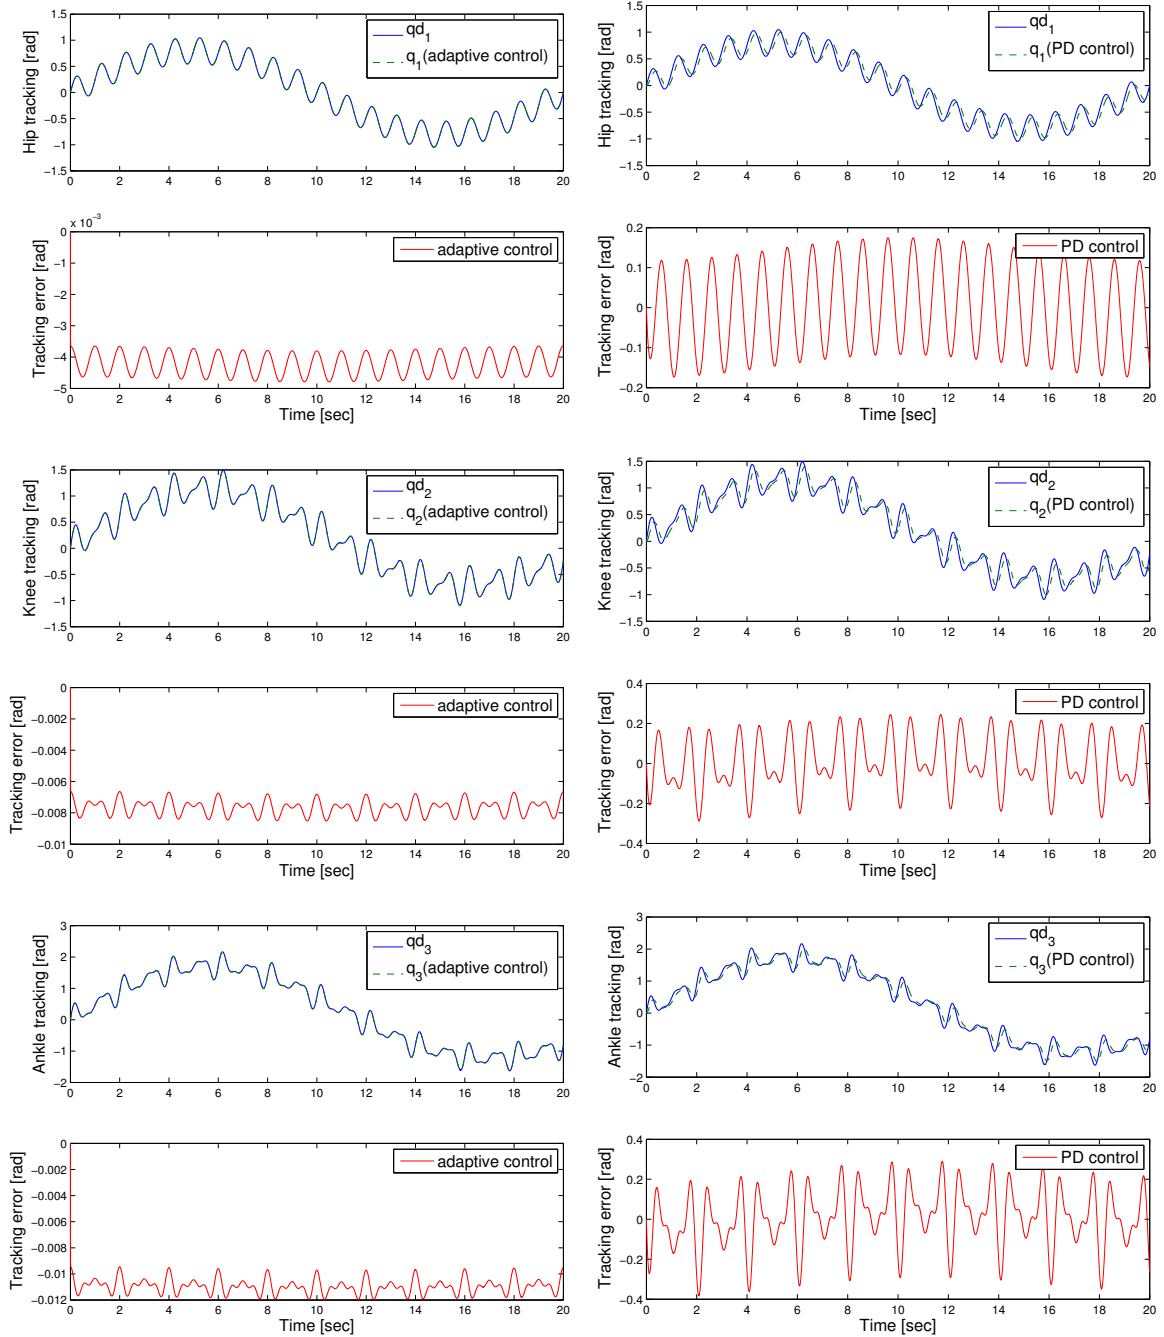 1.5
1
0.5
0
−0.5
−1
−1.5
Hip tracking [rad]
qd1
q1(adaptive control)
0 2 4 6 8 10 12 14 16 18 20
1.5
1
0.5
0
−0.5
−1
−1.5
Hip tracking [rad]
qd1
q1(PD control)
0 2 4 6 8 10 12 14 16 18 20
x 10−3
0
−1
−2
−3
−4
−5
Tracking error [rad]
adaptive control
0 2 4 6 8 10 12 14 16 18 20
Time [sec]
0.2
0.1
0
−0.1
−0.2
Tracking error [rad]
PD control
0 2 4 6 8 10 12 14 16 18 20
Time [sec]
1.5
1
0.5
0
−0.5
−1
−1.5
Knee tracking [rad]
qd2
q2(adaptive control)
0 2 4 6 8 10 12 14 16 18 20
1.5
1
0.5
0
−0.5
−1
−1.5
Knee tracking [rad]
qd2
q2(PD control)
0 2 4 6 8 10 12 14 16 18 20
0
−0.002
−0.004
−0.006
−0.008
−0.01
Tracking error [rad]
adaptive control
0 2 4 6 8 10 12 14 16 18 20
Time [sec]
0.4
0.2
0
−0.2
−0.4
Tracking error [rad]
PD control
0 2 4 6 8 10 12 14 16 18 20
Time [sec]
3
2
1
0
−1
−2
Ankle tracking [rad]
qd3
q3(adaptive control)
0 2 4 6 8 10 12 14 16 18 20
3
2
1
0
−1
−2
Ankle tracking [rad]
qd3
q3(PD control)
0 2 4 6 8 10 12 14 16 18 20
0
−0.002
−0.004
−0.006
−0.008
−0.01
−0.012
Tracking error [rad]
adaptive control
0 2 4 6 8 10 12 14 16 18 20
Time [sec]
0.4
0.2
0
−0.2
−0.4
Tracking error [rad]
PD control
0 2 4 6 8 10 12 14 16 18 20
Time [sec]